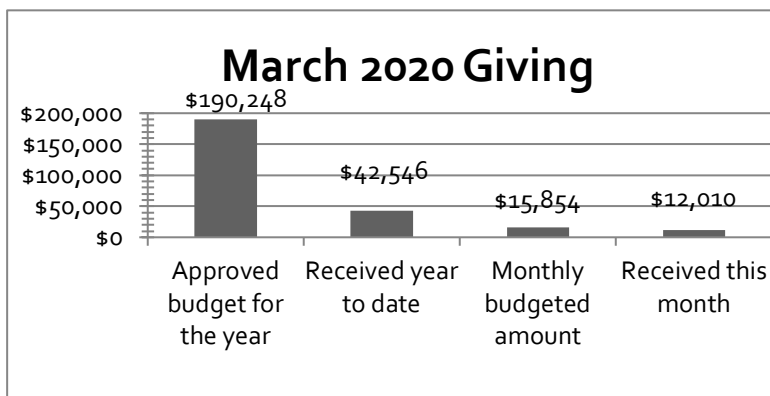 March 2020 Giving
$190,248
$200,000
$150,000
$42,546
$100,000
$15,854
$12,010
$50,000
$0
Approved
budget for
the year
Received year
to date
Monthly
budgeted
amount
Received this
month